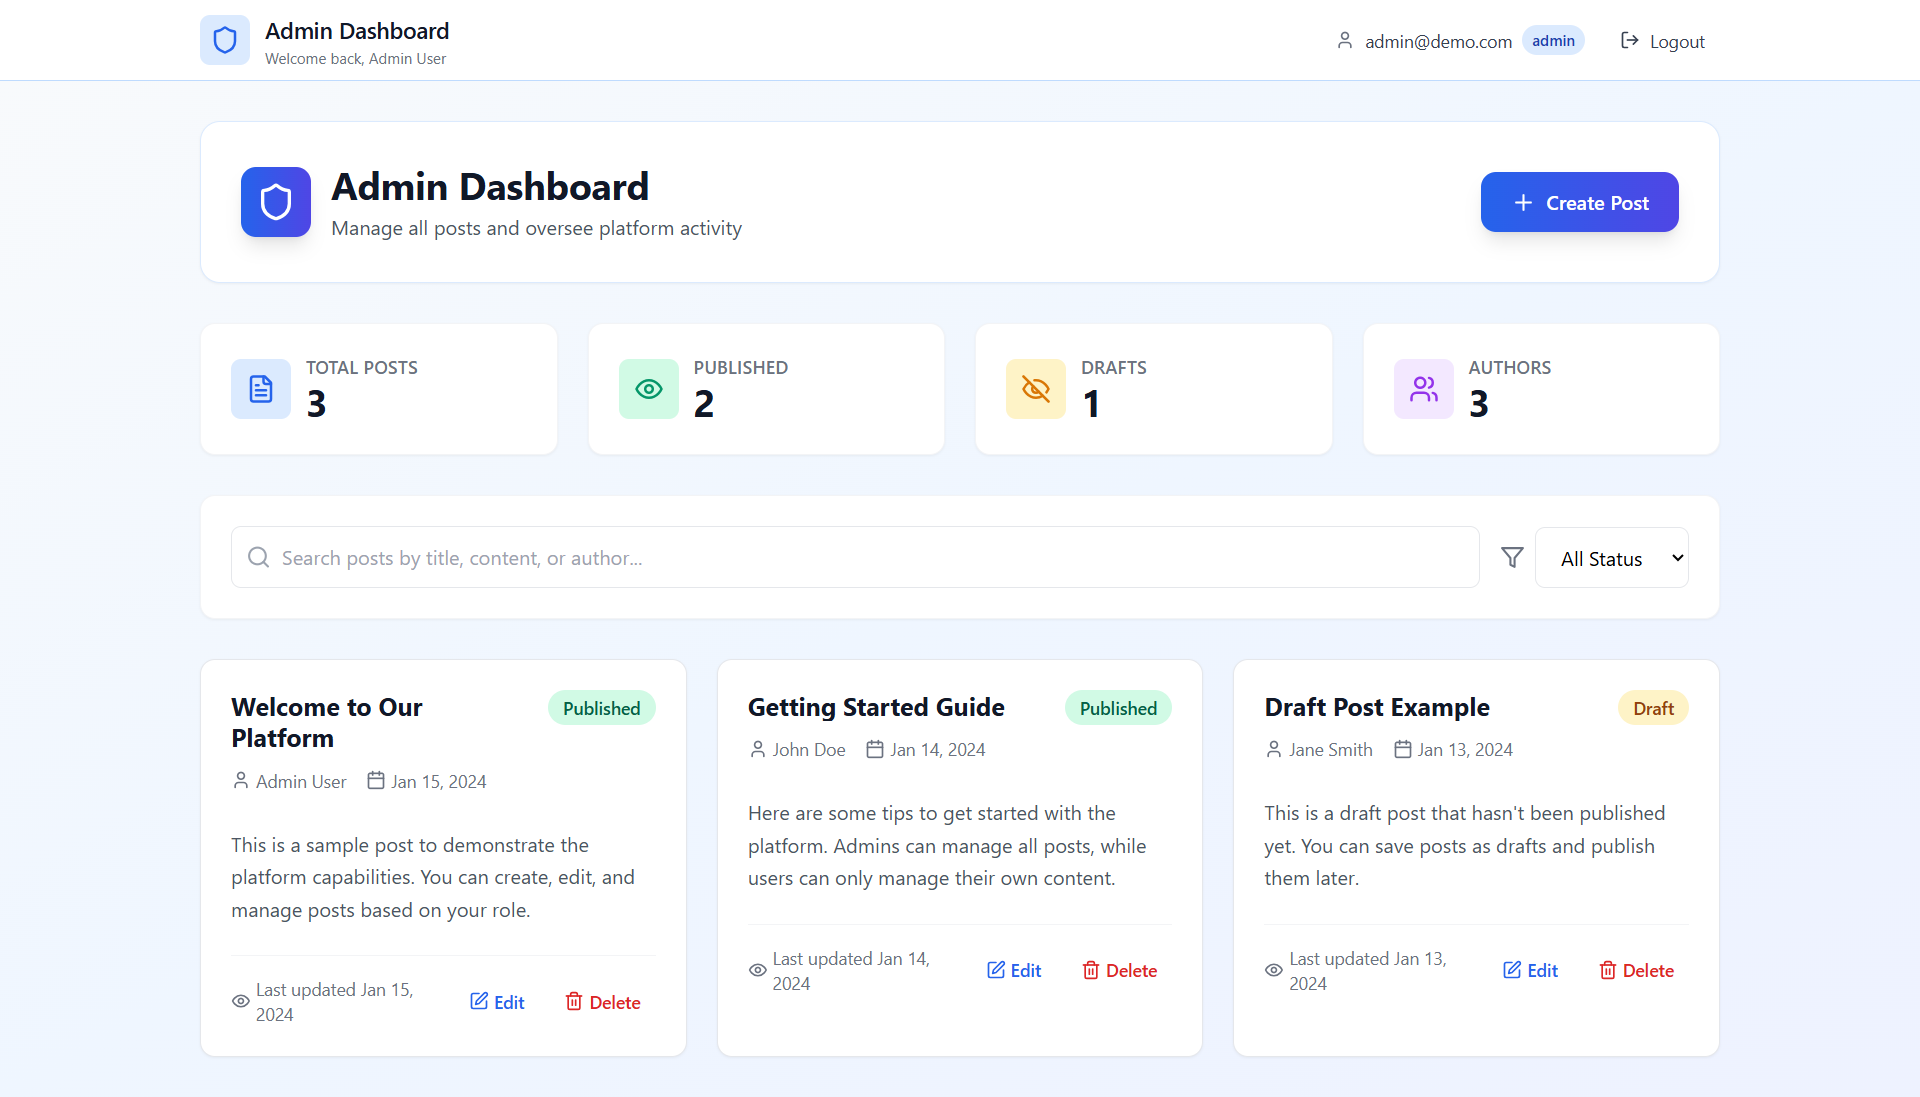 Admin Dashboard
Welcome back, Admin User
admin@demo.com
admin
Logout
Admin Dashboard
Manage all posts and oversee platform activity
Create Post
TOTAL POSTS
3
PUBLISHED
2
DRAFTS
1
AUTHORS
3
Search posts by title, content, or author...
All Status
Welcome to Our
Platform
Published
Admin User
Jan 15, 2024
This is a sample post to demonstrate the
platform capabilities. You can create, edit, and
manage posts based on your role.
Last updated Jan 15,
2024
Edit
Delete
Getting Started Guide
Published
John Doe
Jan 14, 2024
Here are some tips to get started with the
platform. Admins can manage all posts, while
users can only manage their own content.
Last updated Jan 14,
2024
Edit
Delete
Draft Post Example
Draft
Jane Smith
Jan 13, 2024
This is a draft post that hasn't been published
yet. You can save posts as drafts and publish
them later.
Last updated Jan 13,
2024
Edit
Delete